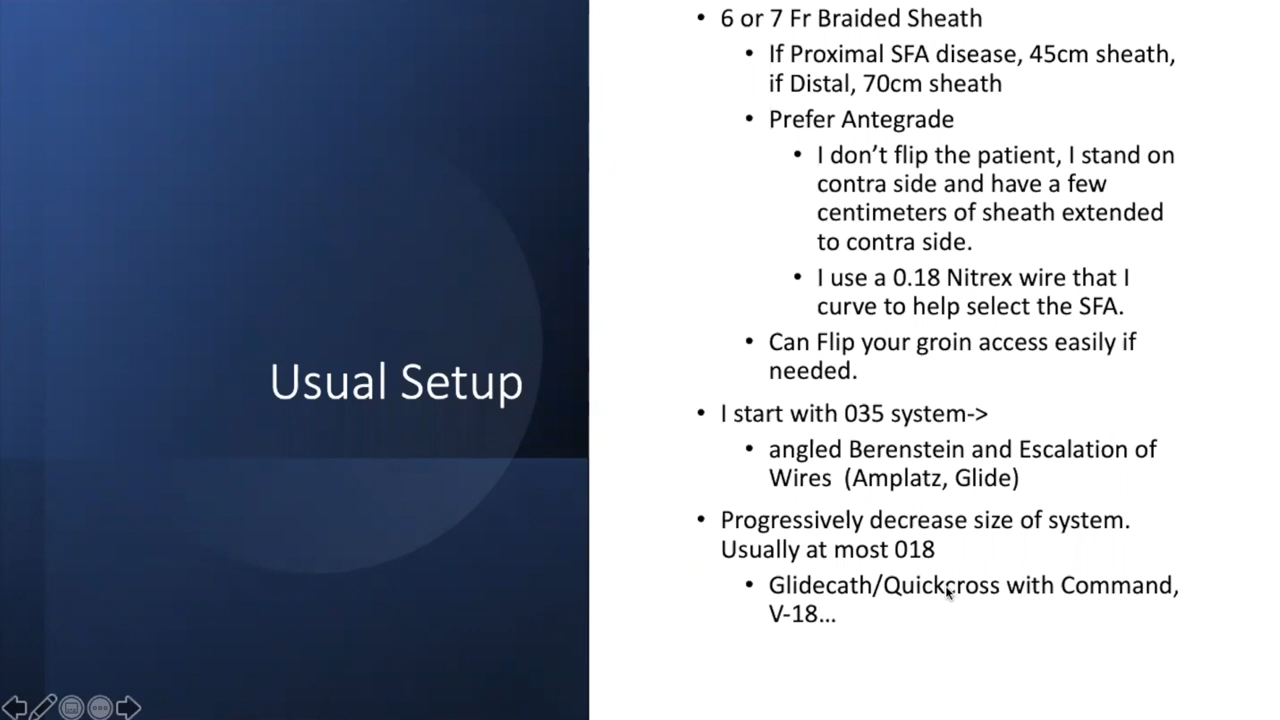 Usual Setup
• 6 or 7 Fr Braided Sheath
• If Proximal SFA disease, 45cm sheath,
if Distal, 70cm sheath
• Prefer Antegrade
• I don’t flip the patient, I stand on
contra side and have a few
centimeters of sheath extended
to contra side.
• I use a 0.18 Nitrex wire that I
curve to help select the SFA.
• Can Flip your groin access easily if
needed.
• I start with 035 system->
• angled Berenstein and Escalation of
Wires (Amplatz, Glide)
• Progressively decrease size of system.
Usually at most 018
• Glidecath/Quickcross with Command,
V-18...